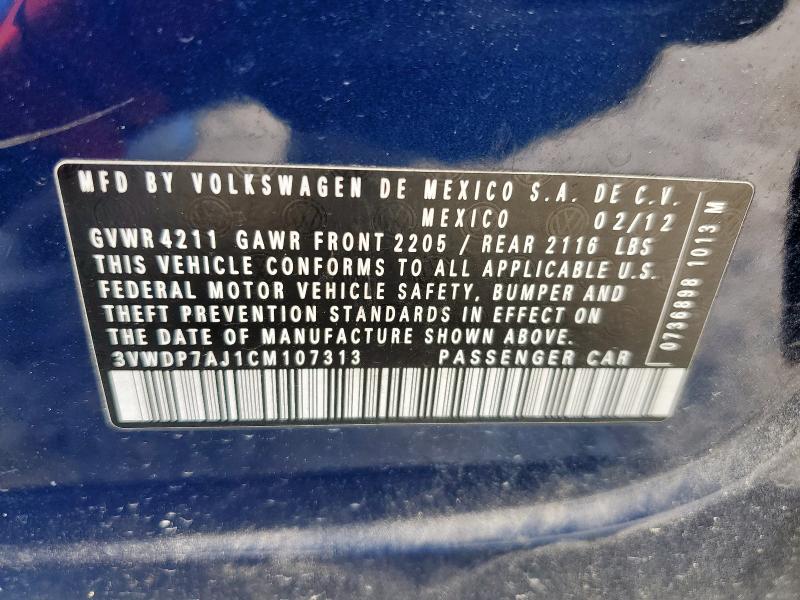 MFD BY VOLKSWAGEN DE MEXICO S.A. DE C.V.
MEXICO 02/12
GVWR 4211 GAWR FRONT 2205 / REAR 2116 LBS
THIS VEHICLE CONFORMS TO ALL APPLICABLE U.S.
FEDERAL MOTOR VEHICLE SAFETY, BUMPER AND
THEFT PREVENTION STANDARDS IN EFFECT ON
THE DATE OF MANUFACTURE SHOWN ABOVE.
3VWDP7AJ1CM107313 PASSENGER CAR
0736898 1013 M